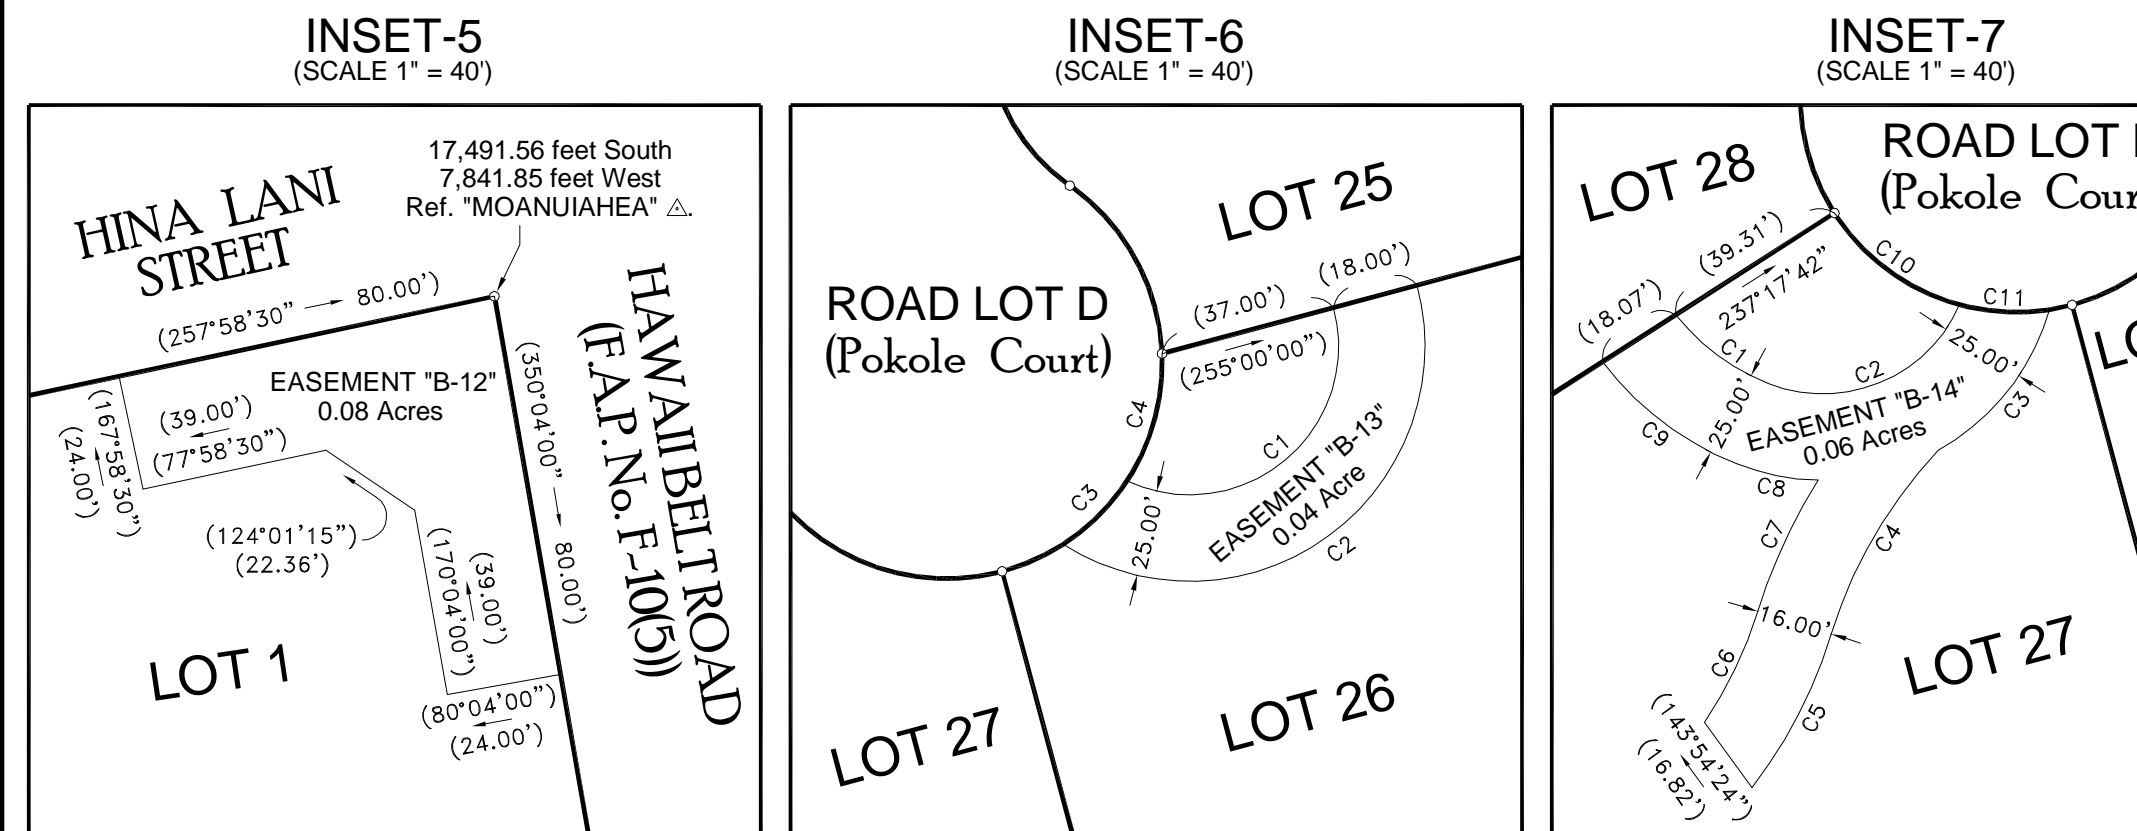 INSET-5
(SCALE 1" = 40')
17,491.56 feet South
7,841.85 feet West
Ref. "MOANUIAHEA"
HINA LANI
STREET
(257°58'30" 80.00')
EASEMENT "B-12"
0.08 Acres
(167°58'30")
(24.00')
(39.00')
(77°58'30")
(124°01'15")
(22.36')
(350°04'00" 80.00')
(170°04'00")
(39.00')
(80°04'00")
(24.00')
HAWAII BELT ROAD
(F.A.P. No. F-10(5))
LOT 1
INSET-6
(SCALE 1" = 40')
LOT 25
ROAD LOT D
(Pokole Court)
(37.00')
(18.00')
(255°00'00")
C4
C1
C3
25.00'
EASEMENT "B-13"
0.04 Acre
C2
LOT 27
LOT 26
INSET-7
(SCALE 1" = 40')
LOT 28
ROAD LOT
(Pokole
(39.31')
(18.07')
237°17'42"
C10
C11
C1
C2
25.00'
25.00'
C3
C9
EASEMENT "B-14"
0.06 Acres
C8
C7
C4
16.00'
C6
C5
LOT 27
(143°54'24")
(16.82')